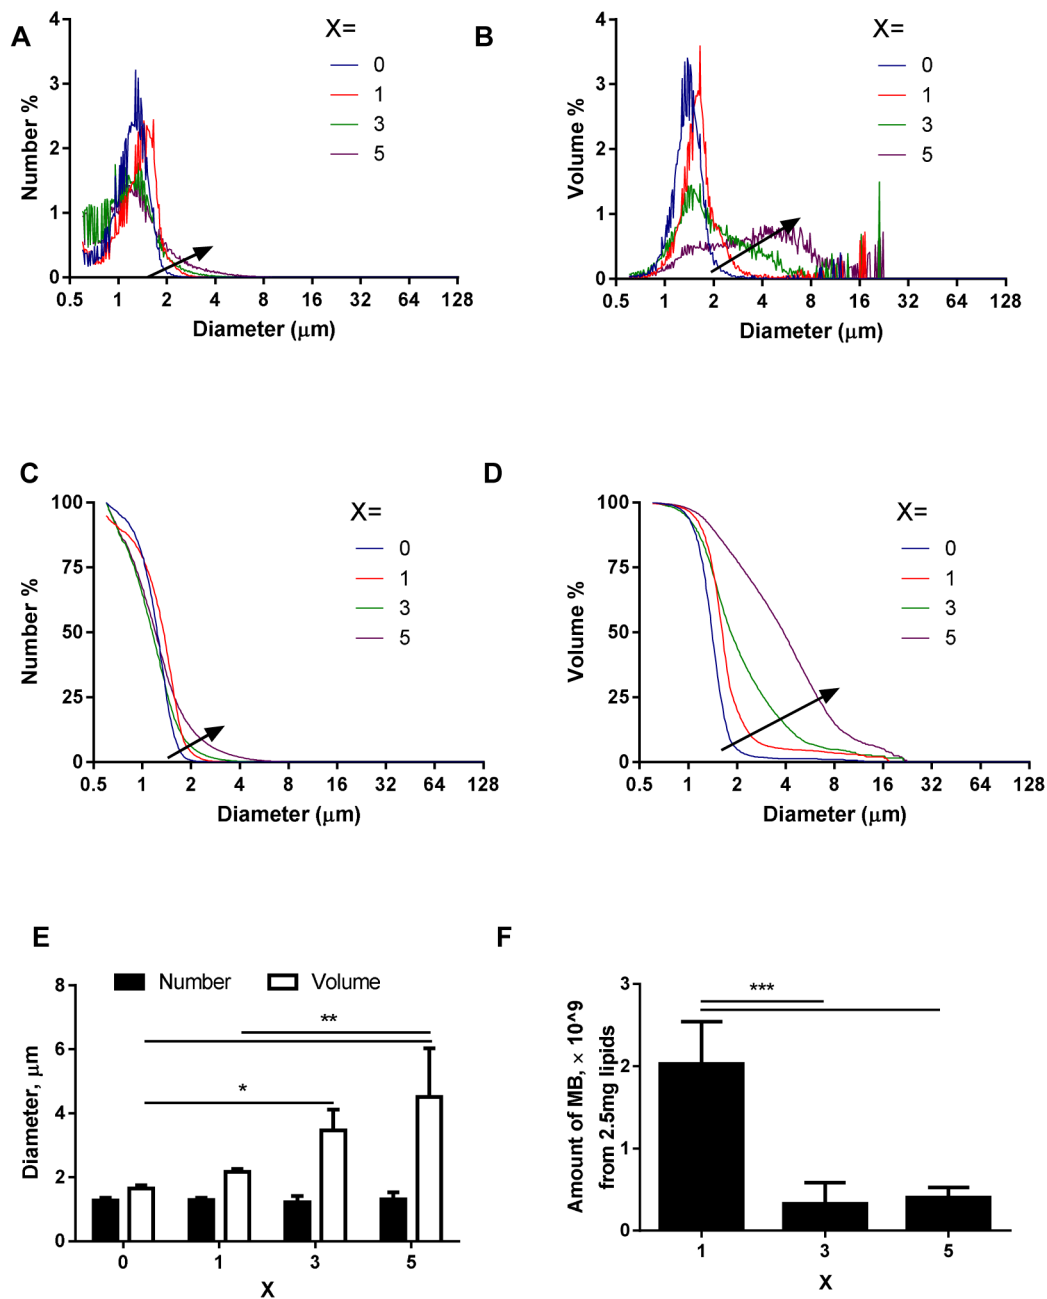 A
X=
0
1
3
5
Number %
4
3
2
1
0
0.5 1 2 4 8 16 32 64 128
Diameter (μm)
B
X=
0
1
3
5
Volume %
4
3
2
1
0
0.5 1 2 4 8 16 32 64 128
Diameter (μm)
C
X=
0
1
3
5
Number %
100
75
50
25
0
0.5 1 2 4 8 16 32 64 128
Diameter (μm)
D
X=
0
1
3
5
Volume %
100
75
50
25
0
0.5 1 2 4 8 16 32 64 128
Diameter (μm)
E
Number Volume
**
*
Diameter, μm
8
6
4
2
0
0 1 3 5
X
F
***
Amount of MB, × 10^9
from 2.5mg lipids
3
2
1
0
1 3 5
X